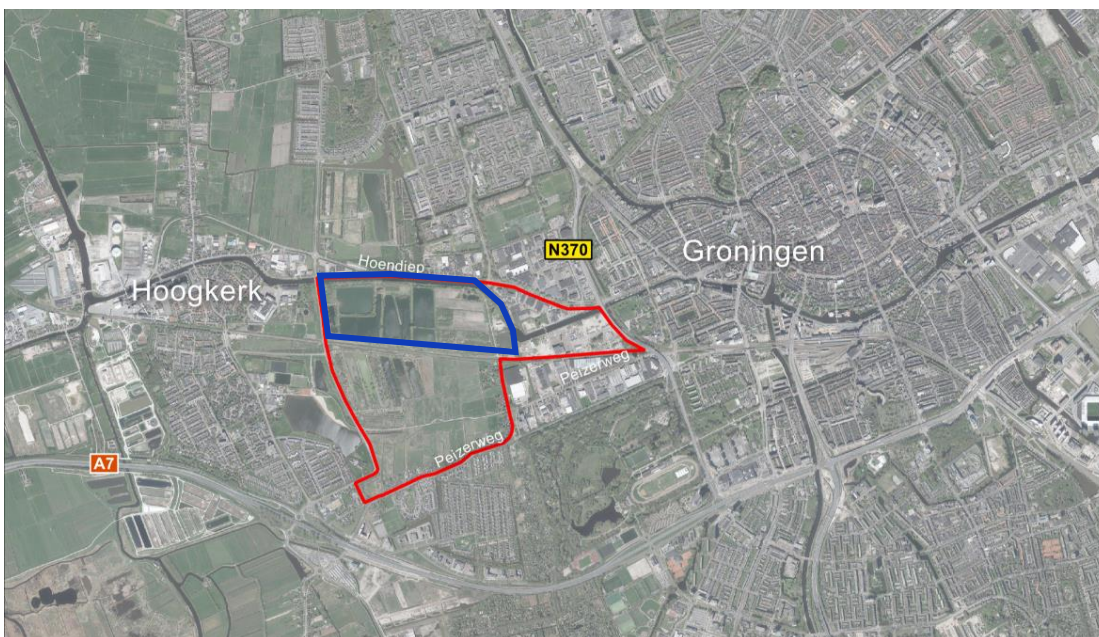 N370
Groningen
Hoendiep
Hoogkerk
Peizerweg
Peizerweg
A7